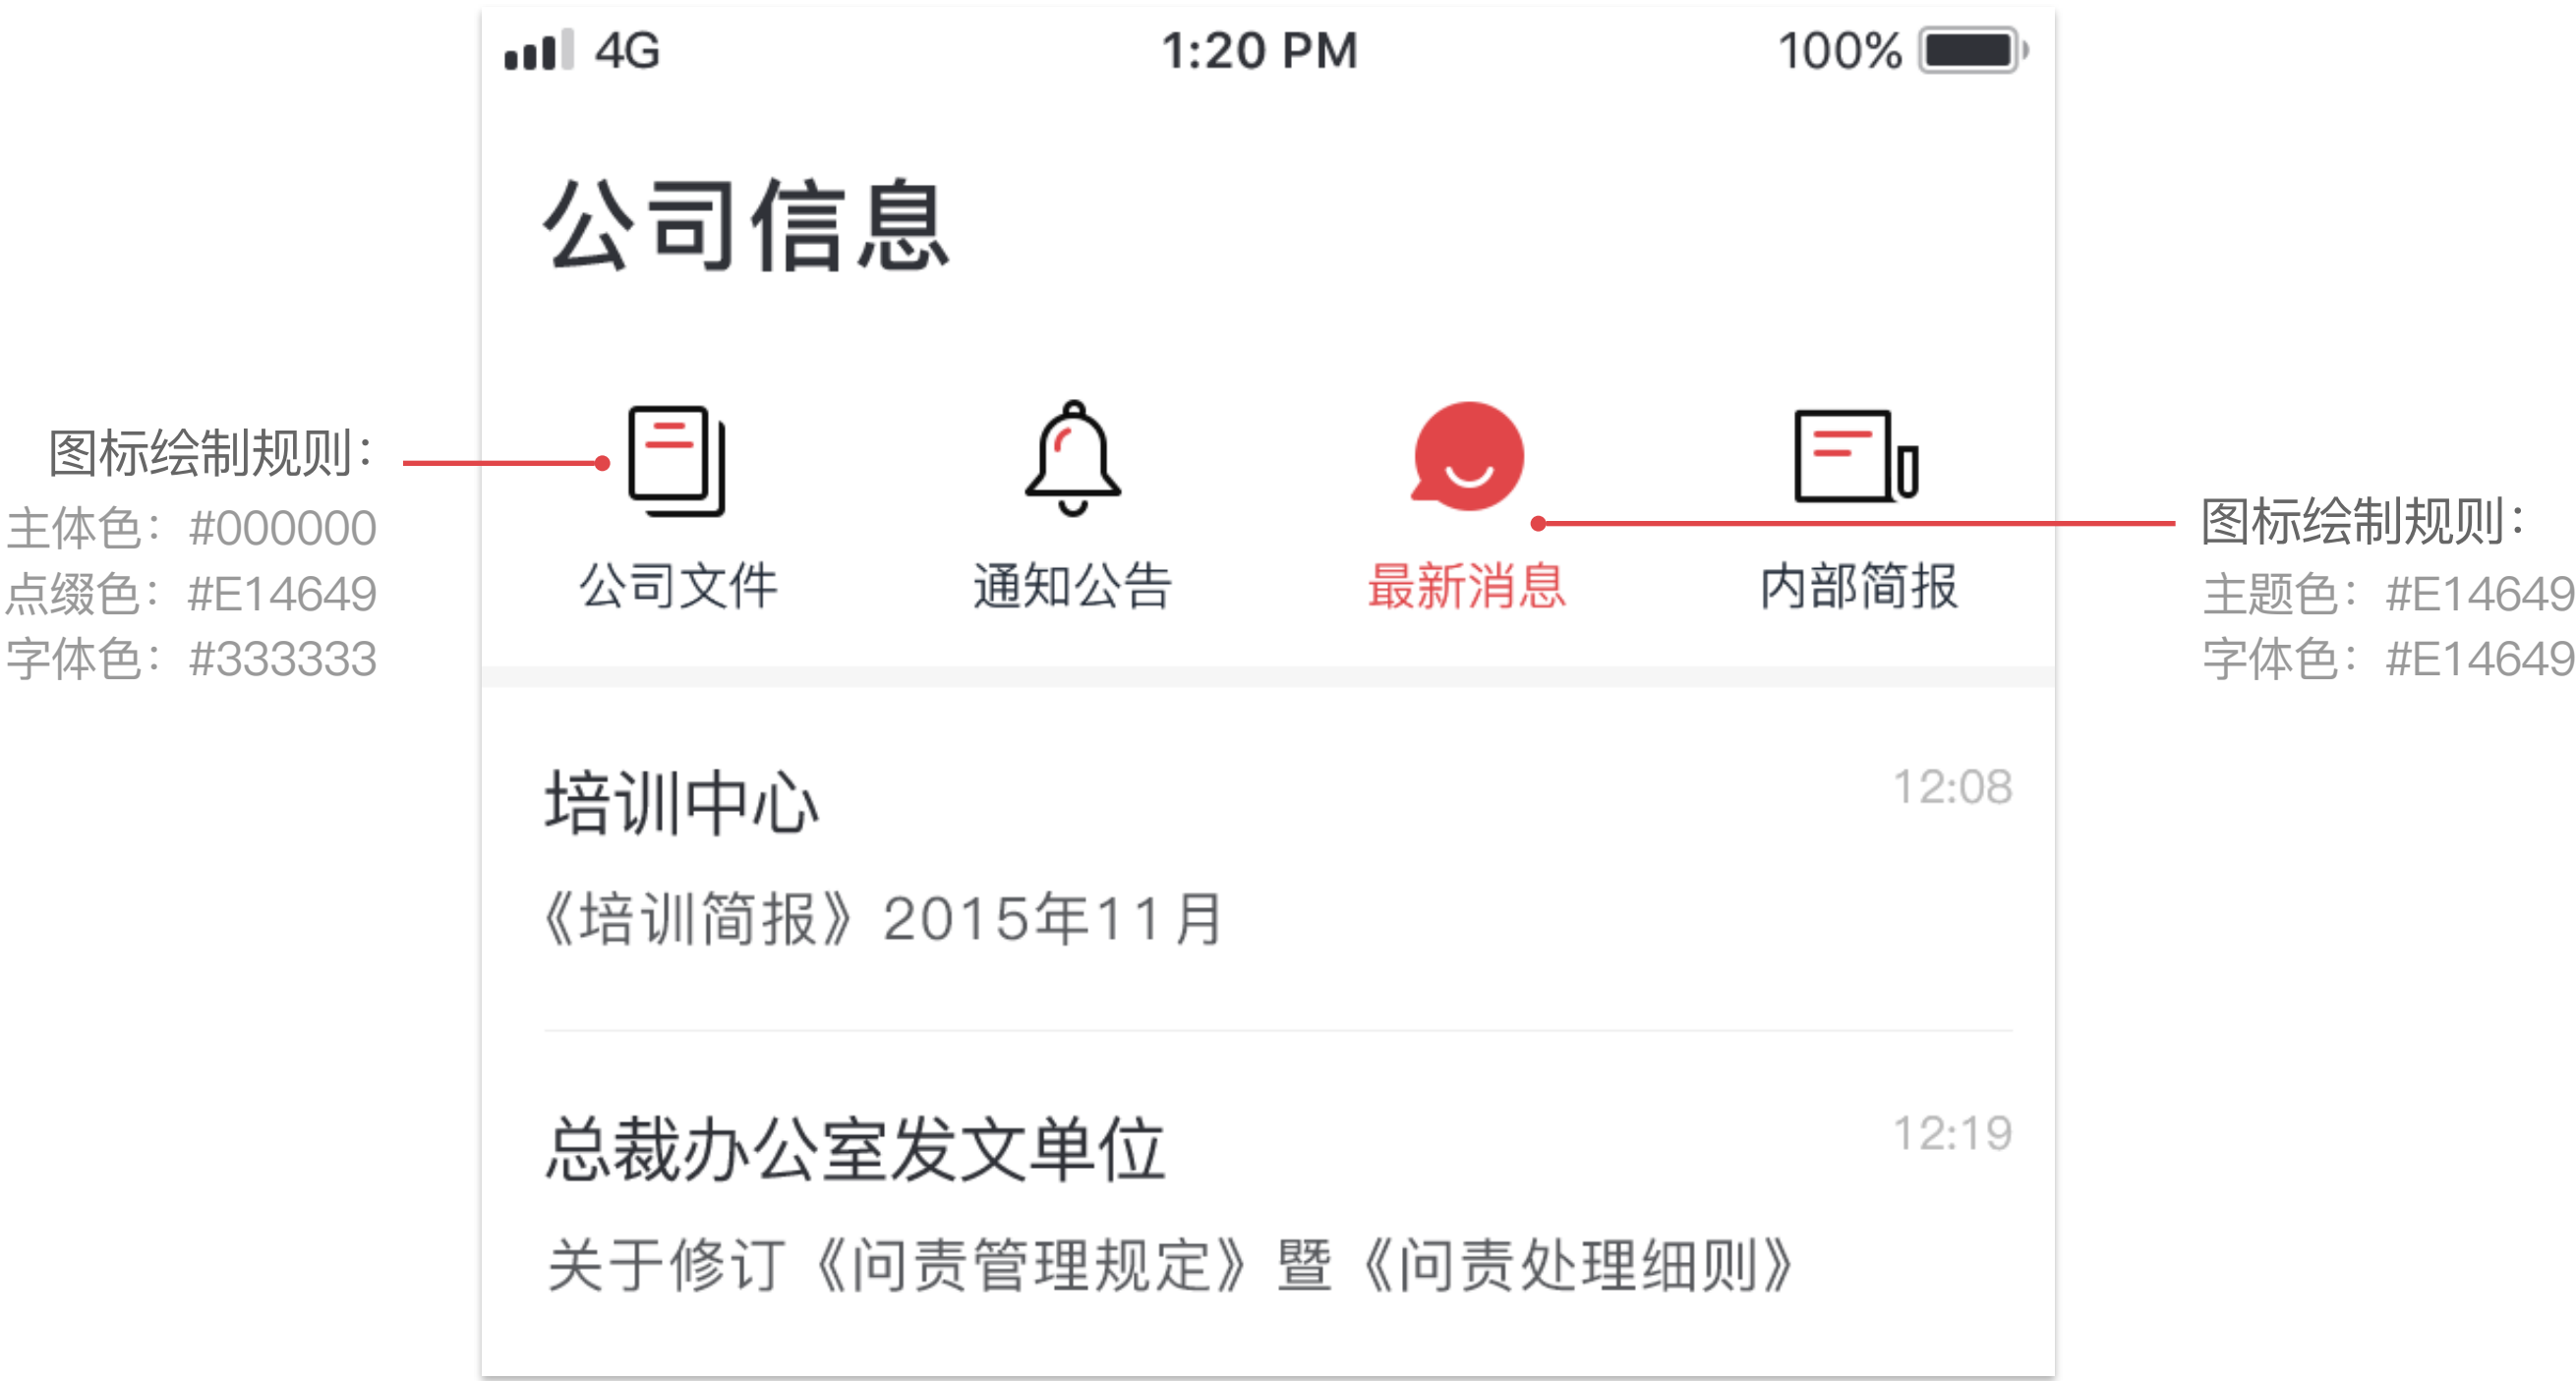 4G 1:20 PM 100%
公司信息
图标绘制规则：
主体色：#000000
点缀色：#E14649
字体色：#333333
公司文件 通知公告 最新消息 内部简报
图标绘制规则：
主题色：#E14649
字体色：#E14649
培训中心 12:08
《培训简报》2015年11月
总裁办公室发文单位 12:19
关于修订《问责管理规定》暨《问责处理细则》